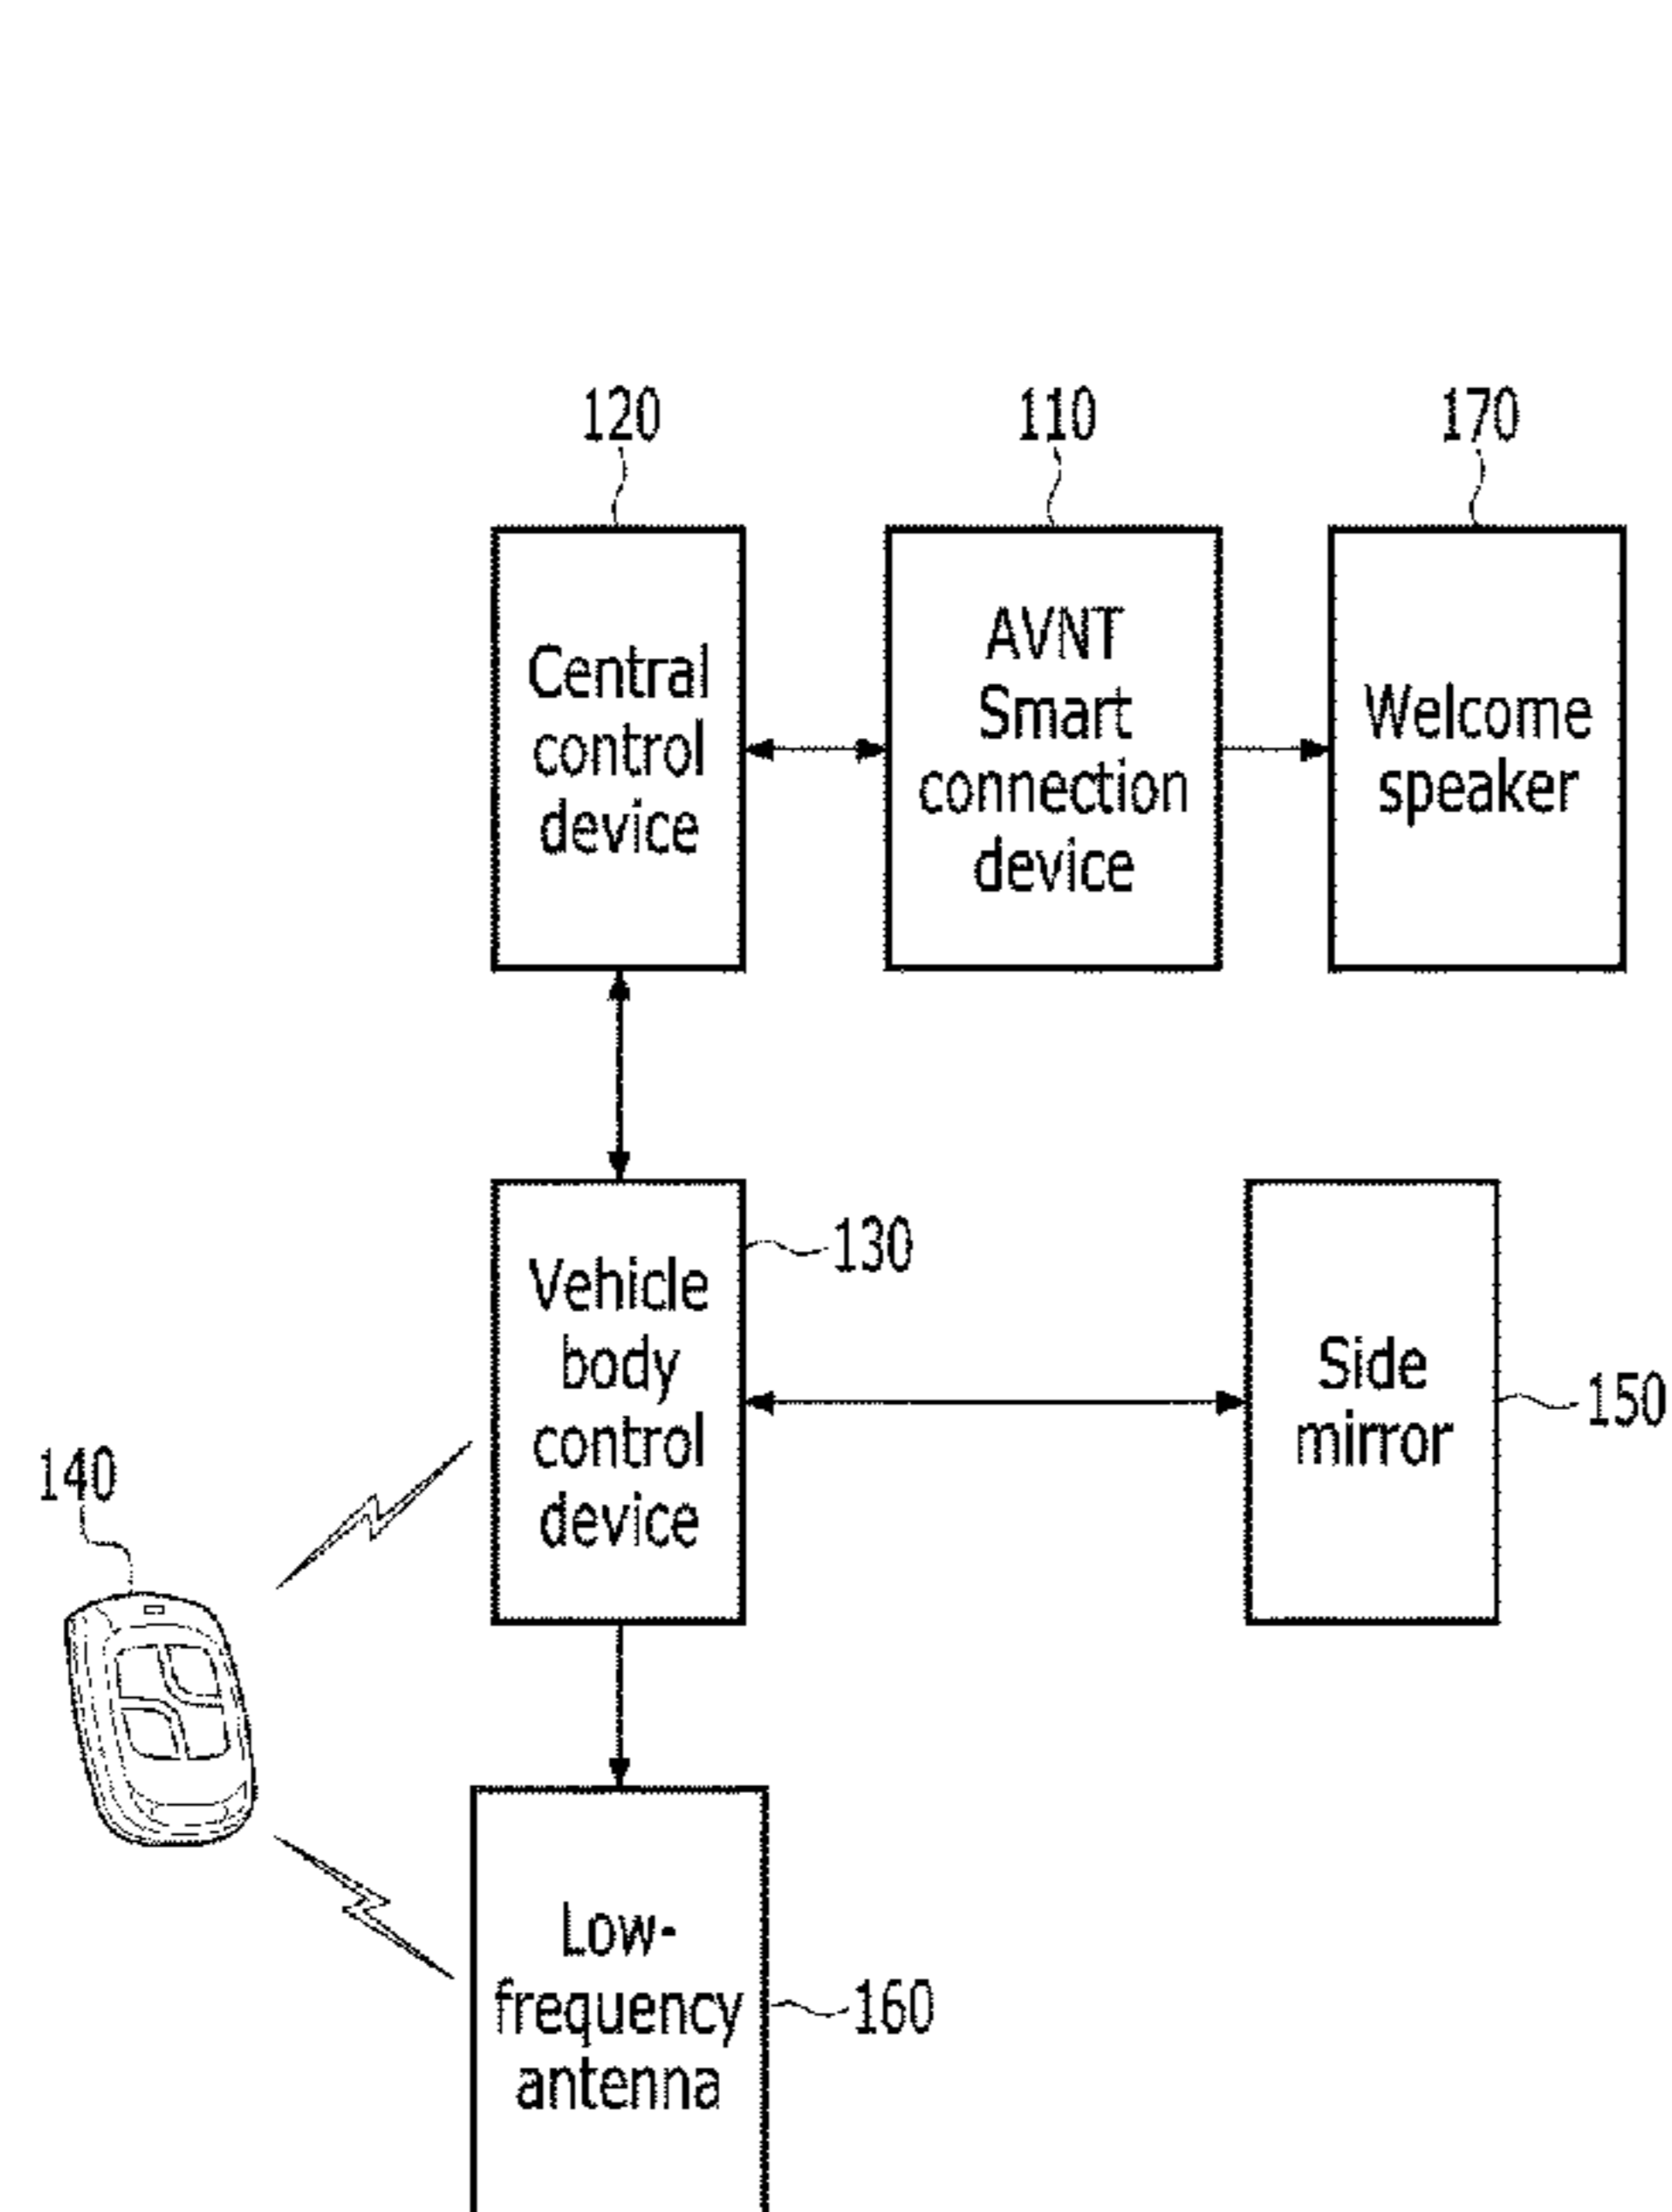 120
110
170
Central
control
device
AVNT
Smart
connection
device
Welcome
speaker
130
Vehicle
body
control
device
Side
mirror
150
140
Low-
frequency
antenna
160